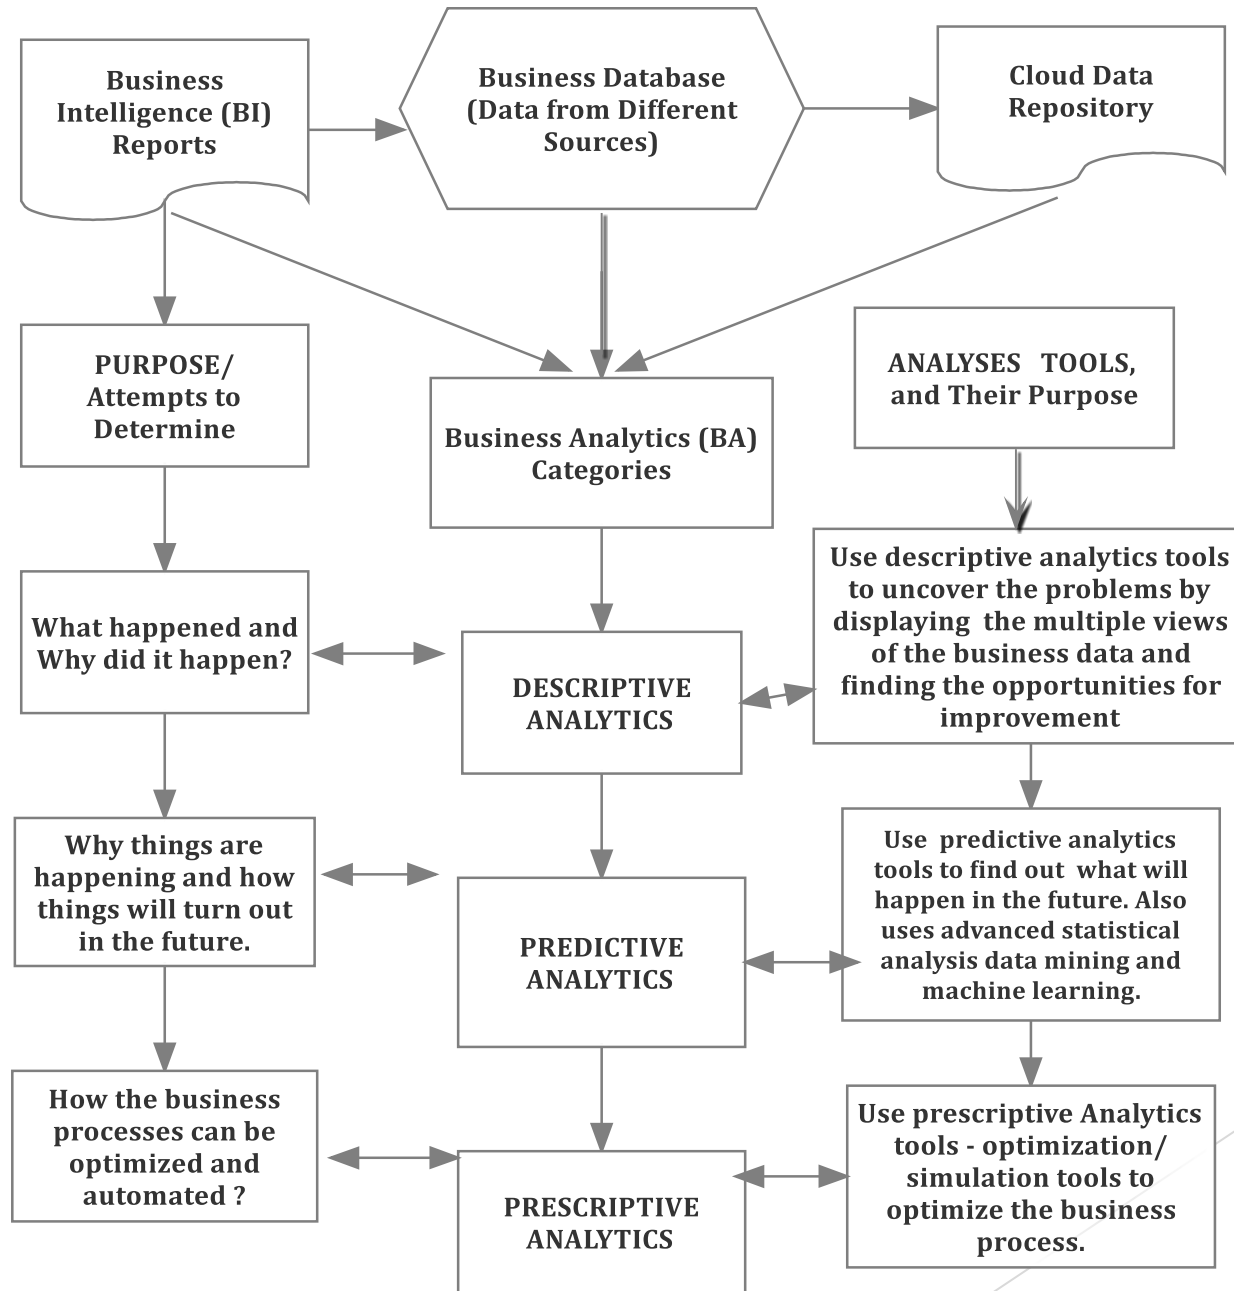 Business
Intelligence (BI)
Reports
Business Database
(Data from Different
Sources)
Cloud Data
Repository
PURPOSE/
Attempts to
Determine
Business Analytics (BA)
Categories
ANALYSES TOOLS,
and Their Purpose
What happened and
Why did it happen?
DESCRIPTIVE
ANALYTICS
Use descriptive analytics tools
to uncover the problems by
displaying the multiple views
of the business data and
finding the opportunities for
improvement
Why things are
happening and how
things will turn out
in the future.
PREDICTIVE
ANALYTICS
Use predictive analytics
tools to find out what will
happen in the future. Also
uses advanced statistical
analysis data mining and
machine learning.
How the business
processes can be
optimized and
automated ?
PRESCRIPTIVE
ANALYTICS
Use prescriptive Analytics
tools - optimization/
simulation tools to
optimize the business
process.